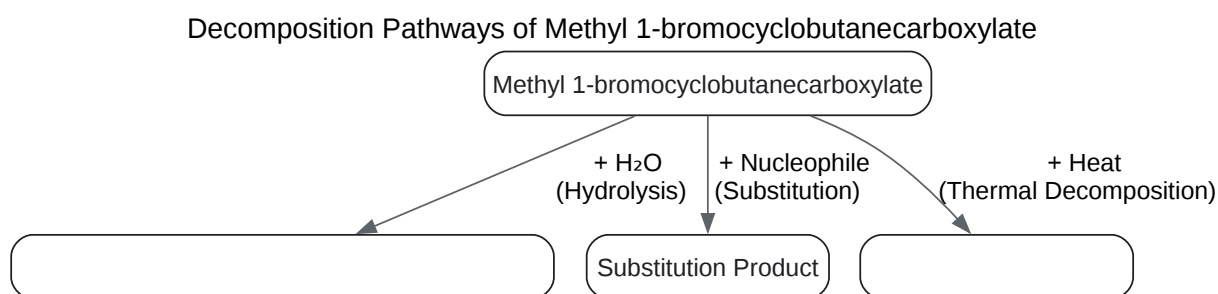 Decomposition Pathways of Methyl 1-bromocyclobutanecarboxylate
Methyl 1-bromocyclobutanecarboxylate
+ H₂O
(Hydrolysis)
+ Nucleophile
(Substitution)
+ Heat
(Thermal Decomposition)
Substitution Product